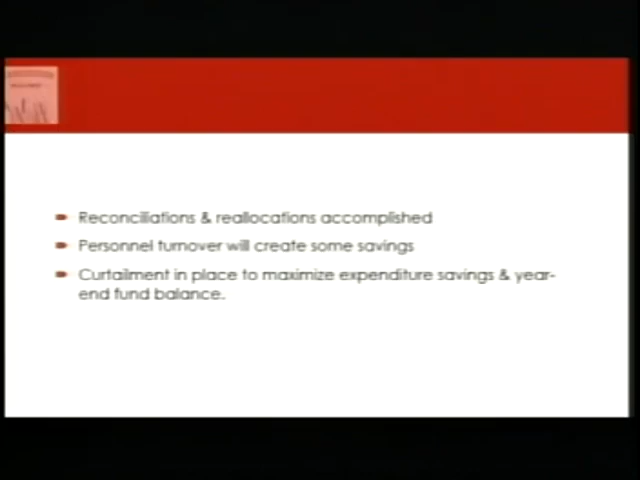 Reconciliations & reallocations accomplished
Personnel turnover will create some savings
Curtailment in place to maximize expenditure savings & year-
end fund balance.